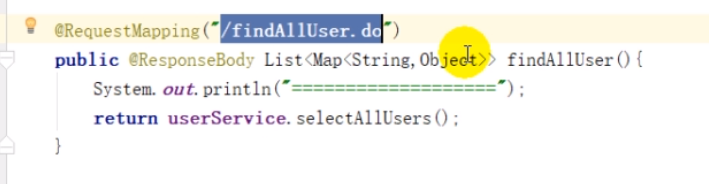 @RequestMapping("/findAllUser.do")
public @ResponseBody List<Map<String,Object>> findAllUser(){
System.out.println("===================");
return userService.selectAllUsers();
}